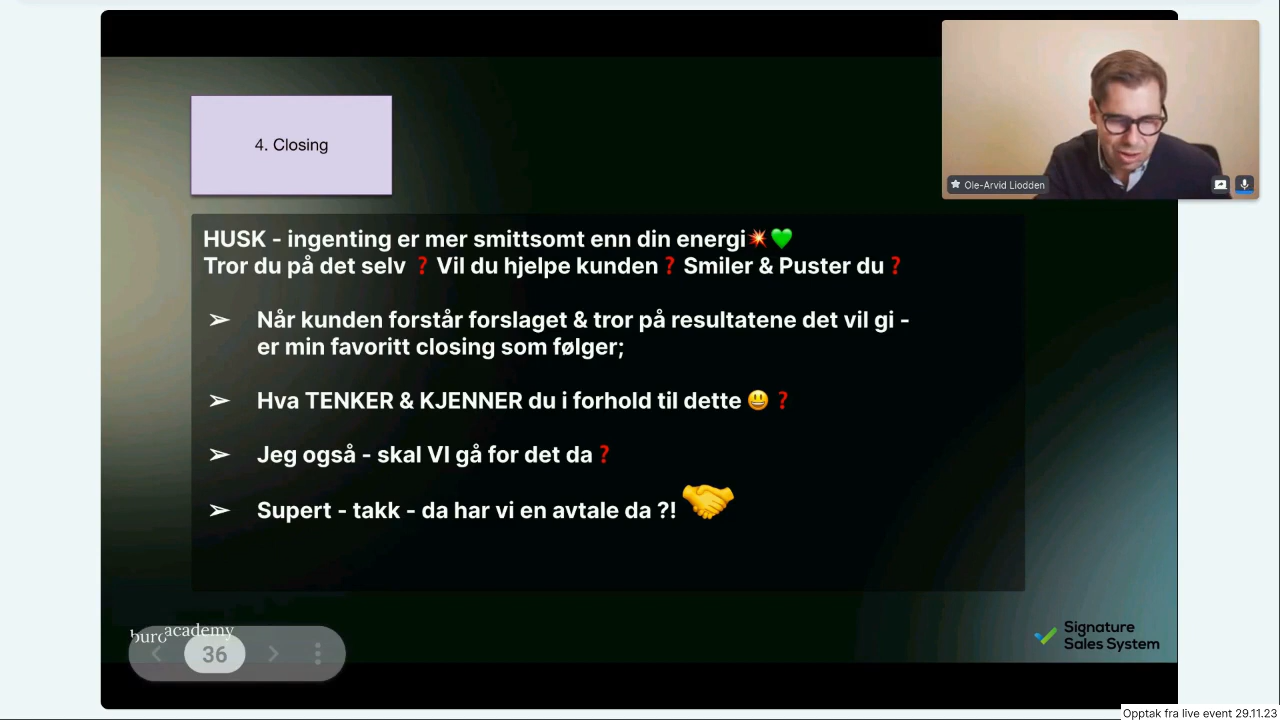 4. Closing
Ole-Arvid Liodden
HUSK - ingenting er mer smittsomt enn din energi💥💚
Tror du på det selv ❓ Vil du hjelpe kunden ❓ Smiler & Puster du ❓
➢ Når kunden forstår forslaget & tror på resultatene det vil gi -
er min favoritt closing som følger;
➢ Hva TENKER & KJENNER du i forhold til dette 😃 ❓
➢ Jeg også - skal VI gå for det da ❓
➢ Supert - takk - da har vi en avtale da ?! 🤝
buro academy
36
Signature
Sales System
Opptak fra live event 29.11.23